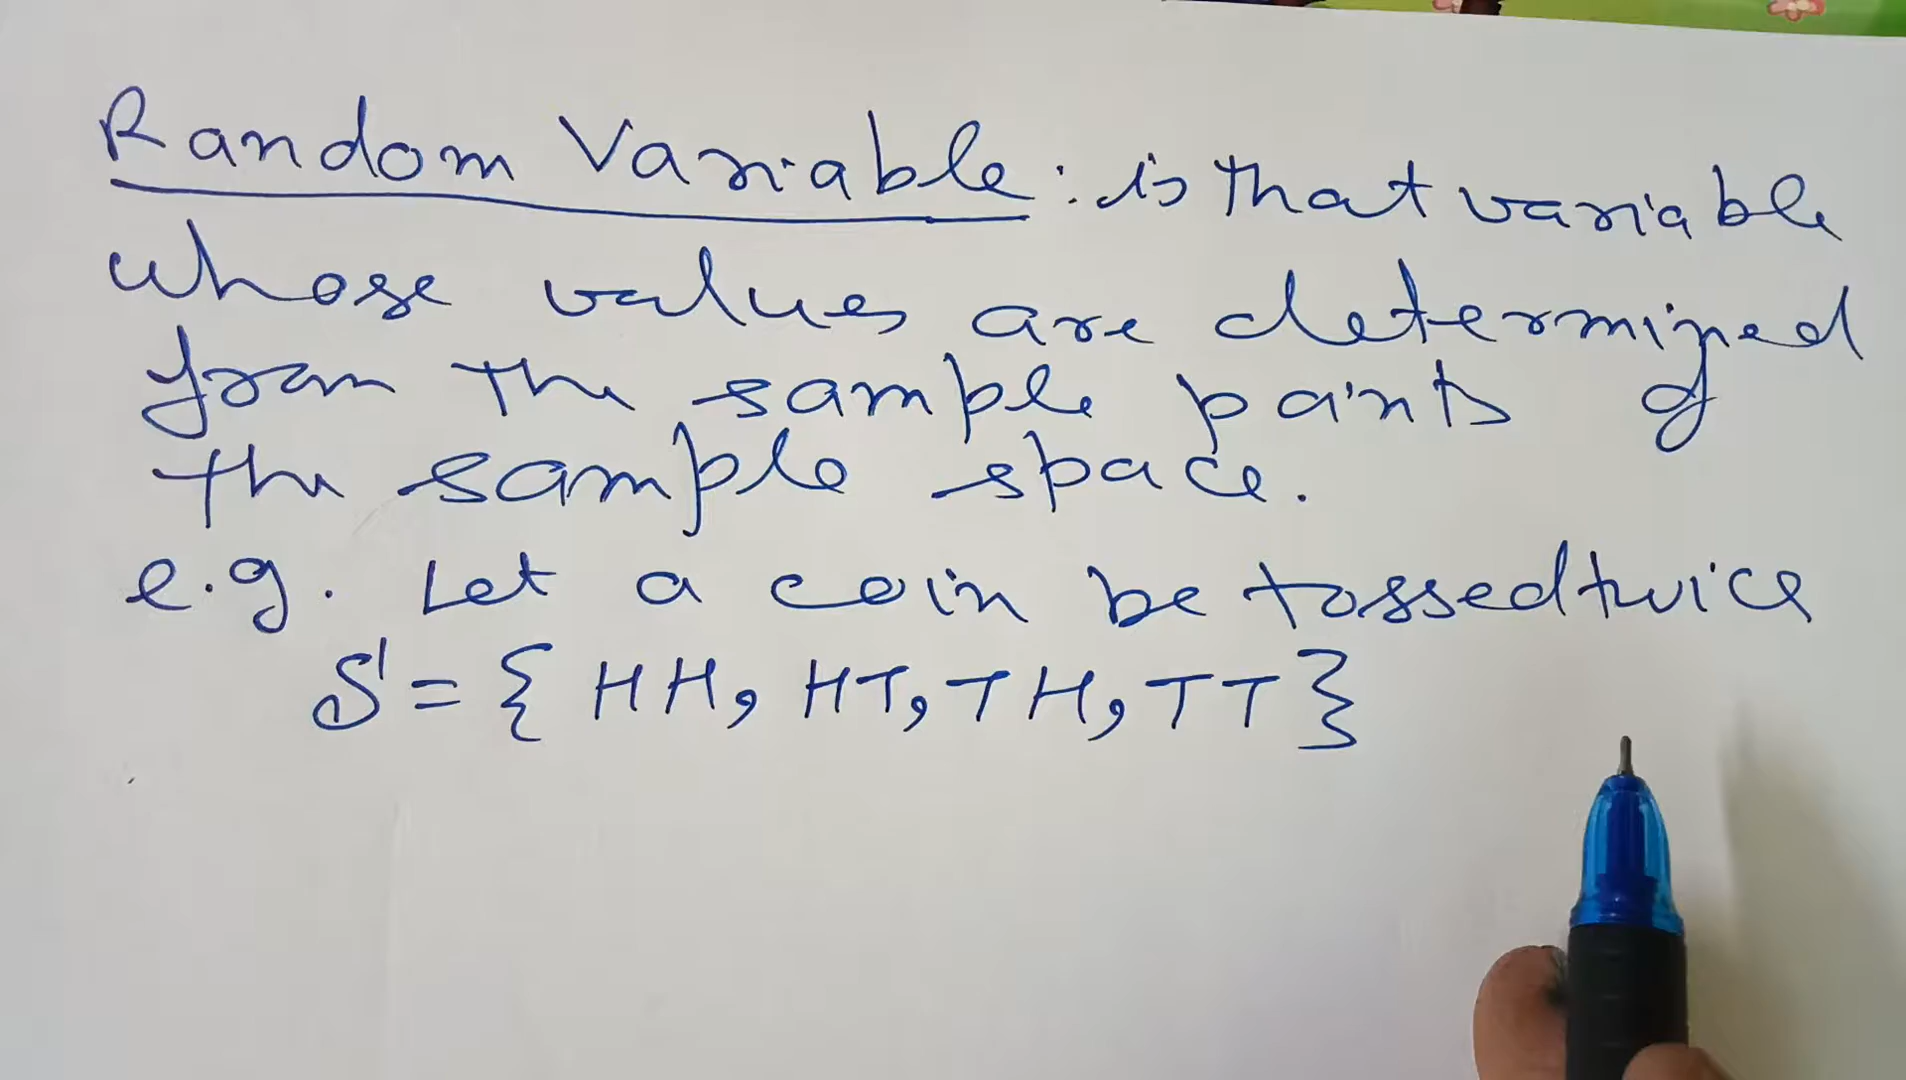 Random Variable: is that variable
whose values are determined
from the sample points of
the sample space.
e.g. Let a coin be tossed twice
S = { HH, HT, TH, TT }